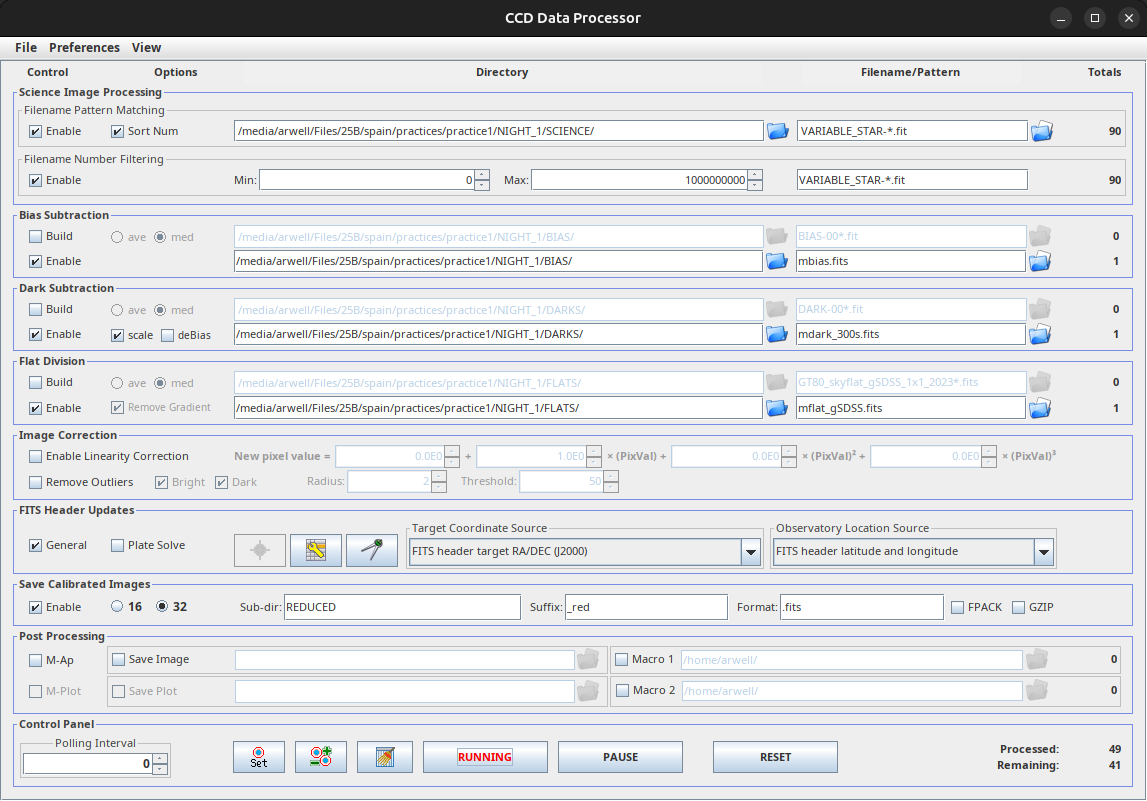 CCD Data Processor
File Preferences View
Control Options Directory Filename/Pattern Totals
Science Image Processing
Filename Pattern Matching
Enable Sort Num /media/arwell/Files/25B/spain/practices/practice1/NIGHT_1/SCIENCE/ VARIABLE_STAR-*.fit 90
Filename Number Filtering
Enable Min: 0 Max: 1000000000 VARIABLE_STAR-*.fit 90
Bias Subtraction
Build ave med /media/arwell/Files/25B/spain/practices/practice1/NIGHT_1/BIAS/ BIAS-00*.fit 0
Enable /media/arwell/Files/25B/spain/practices/practice1/NIGHT_1/BIAS/ mbias.fits 1
Dark Subtraction
Build ave med /media/arwell/Files/25B/spain/practices/practice1/NIGHT_1/DARKS/ DARK-00*.fit 0
Enable scale deBias /media/arwell/Files/25B/spain/practices/practice1/NIGHT_1/DARKS/ mdark_300s.fits 1
Flat Division
Build ave med /media/arwell/Files/25B/spain/practices/practice1/NIGHT_1/FLATS/ GT80_skyflat_gSDSS_1x1_2023*.fits 0
Enable Remove Gradient /media/arwell/Files/25B/spain/practices/practice1/NIGHT_1/FLATS/ mflat_gSDSS.fits 1
Image Correction
Enable Linearity Correction New pixel value = 0.0E0 + 1.0E0 × (PixVal) + 0.0E0 × (PixVal)² + 0.0E0 × (PixVal)³
Remove Outliers Bright Dark Radius: 2 Threshold: 50
FITS Header Updates
Target Coordinate Source Observatory Location Source
General Plate Solve FITS header target RA/DEC (J2000) FITS header latitude and longitude
Save Calibrated Images
Enable 16 32 Sub-dir: REDUCED Suffix: _red Format: .fits FPACK GZIP
Post Processing
M-Ap Save Image Macro 1 /home/arwell/ 0
M-Plot Save Plot Macro 2 /home/arwell/ 0
Control Panel
Polling Interval
0 Set RUNNING PAUSE RESET
Processed: 49
Remaining: 41